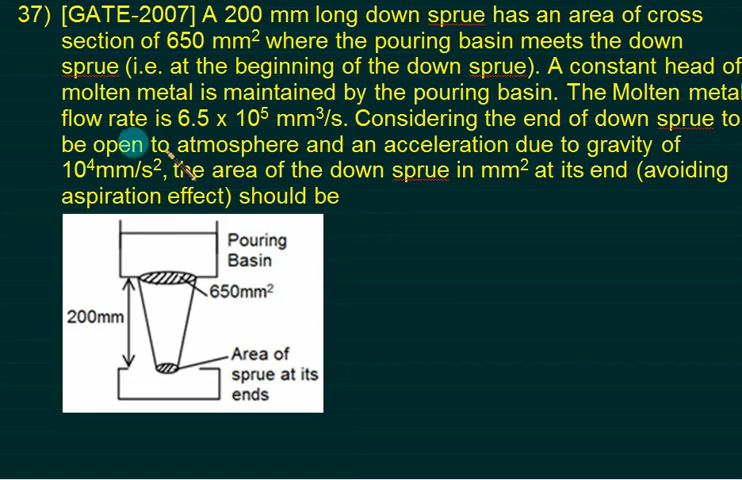 37) [GATE-2007] A 200 mm long down sprue has an area of cross
section of 650 mm² where the pouring basin meets the down
sprue (i.e. at the beginning of the down sprue). A constant head of
molten metal is maintained by the pouring basin. The Molten metal
flow rate is 6.5 x 10⁵ mm³/s. Considering the end of down sprue to
be open to atmosphere and an acceleration due to gravity of
10⁴mm/s², the area of the down sprue in mm² at its end (avoiding
aspiration effect) should be
Pouring
Basin
650mm²
200mm
Area of
sprue at its
ends